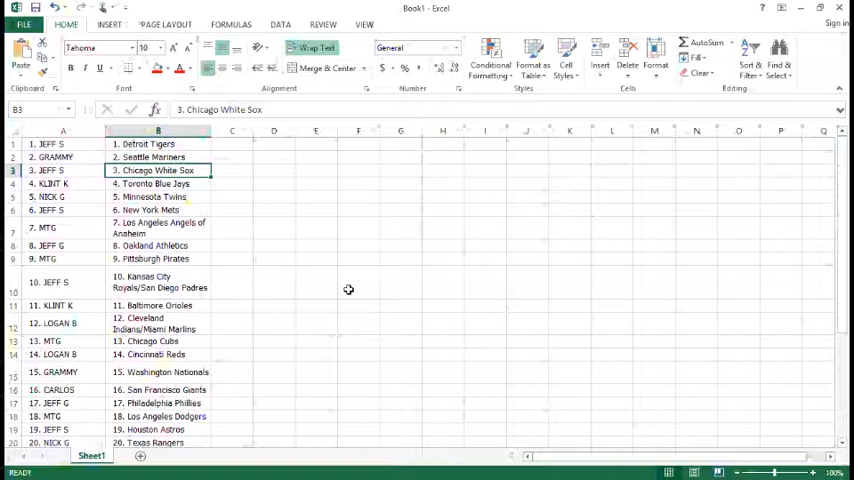 Book1 - Excel
Sign in
FILE HOME INSERT PAGE LAYOUT FORMULAS DATA REVIEW VIEW
Paste
Tahoma 10
B I U
Wrap Text
Merge & Center
General
$ % ,
Conditional Formatting
Format as Table
Cell Styles
Insert Delete Format
AutoSum
Fill
Clear
Sort & Filter
Find & Select
Clipboard Font Alignment Number Styles Cells Editing
B3 fx 3. Chicago White Sox
A B C D E F G H I J K L M N O P Q
1 1. JEFF S 1. Detroit Tigers
2 2. GRAMMY 2. Seattle Mariners
3 3. JEFF S 3. Chicago White Sox
4 4. KLINT K 4. Toronto Blue Jays
5 5. NICK G 5. Minnesota Twins
6 6. JEFF S 6. New York Mets
7 7. MTG 7. Los Angeles Angels of
Anaheim
8 8. JEFF G 8. Oakland Athletics
9 9. MTG 9. Pittsburgh Pirates
10 10. JEFF S 10. Kansas City
Royals/San Diego Padres
11 11. KLINT K 11. Baltimore Orioles
12 12. LOGAN B 12. Cleveland
Indians/Miami Marlins
13 13. MTG 13. Chicago Cubs
14 14. LOGAN B 14. Cincinnati Reds
15 15. GRAMMY 15. Washington Nationals
16 16. CARLOS 16. San Francisco Giants
17 17. JEFF G 17. Philadelphia Phillies
18 18. MTG 18. Los Angeles Dodgers
19 19. JEFF S 19. Houston Astros
20 20. NICK G 20. Texas Rangers
Sheet1
READY 100%